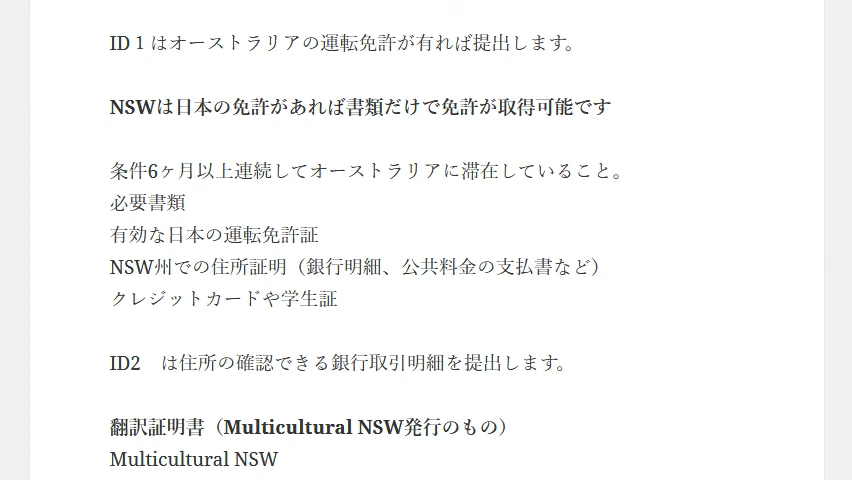 ID１はオーストラリアの運転免許が有れば提出します。
NSWは日本の免許があれば書類だけで免許が取得可能です
条件6ヶ月以上連続してオーストラリアに滞在していること。
必要書類
有効な日本の運転免許証
NSW州での住所証明（銀行明細、公共料金の支払書など）
クレジットカードや学生証
ID2　は住所の確認できる銀行取引明細を提出します。
翻訳証明書（Multicultural NSW発行のもの）
Multicultural NSW